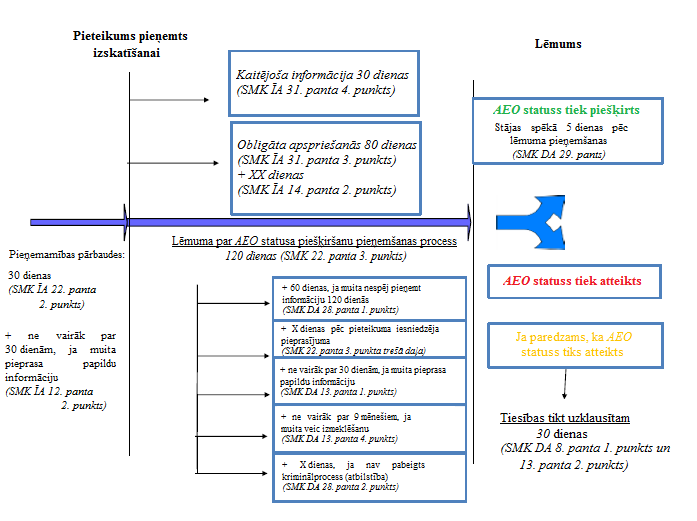 Pieteikums pieņemts
izskatīšanai
Lēmums
Kaitējoša informācija 30 dienas
(SMK ĪA 31. panta 4. punkts)
Obligāta apspriešanās 80 dienas
(SMK ĪA 31. panta 3. punkts)
+ XX dienas
(SMK ĪA 14. panta 2. punkts)
AEO statuss tiek piešķirts
Stājas spēkā 5 dienas pēc
lēmuma pieņemšanas
(SMK DA 29. pants)
Pieņemamības pārbaudes:
30 dienas
(SMK ĪA 22. panta
2. punkts)
+ ne vairāk par
30 dienām, ja muita
pieprasa papildu
informāciju
(SMK ĪA 12. panta
2. punkts)
Lēmuma par AEO statusa piešķiršanu pieņemšanas process
120 dienas (SMK 22. panta 3. punkts)
+ 60 dienas, ja muita nespēj pieņemt
informāciju 120 dienās
(SMK DA 28. panta 1. punkts)
+ X dienas pēc pieteikuma iesniedzēja
pieprasījuma
(SMK 22. panta 3. punkta trešā daļa)
+ ne vairāk par 30 dienām, ja muita pieprasa
papildu informāciju
(SMK DA 13. panta 1. punkts)
+ ne vairāk par 9 mēnešiem, ja
muita veic izmeklēšanu
(SMK DA 13. panta 4. punkts)
+ X dienas, ja nav pabeigts
kriminālprocess (atbilstība)
(SMK DA 28. panta 2. punkts)
AEO statuss tiek atteikts
Ja paredzams, ka AEO
statuss tiks atteikts
Tiesības tikt uzklausītam
30 dienas
(SMK DA 8. panta 1. punkts un
13. panta 2. punkts)